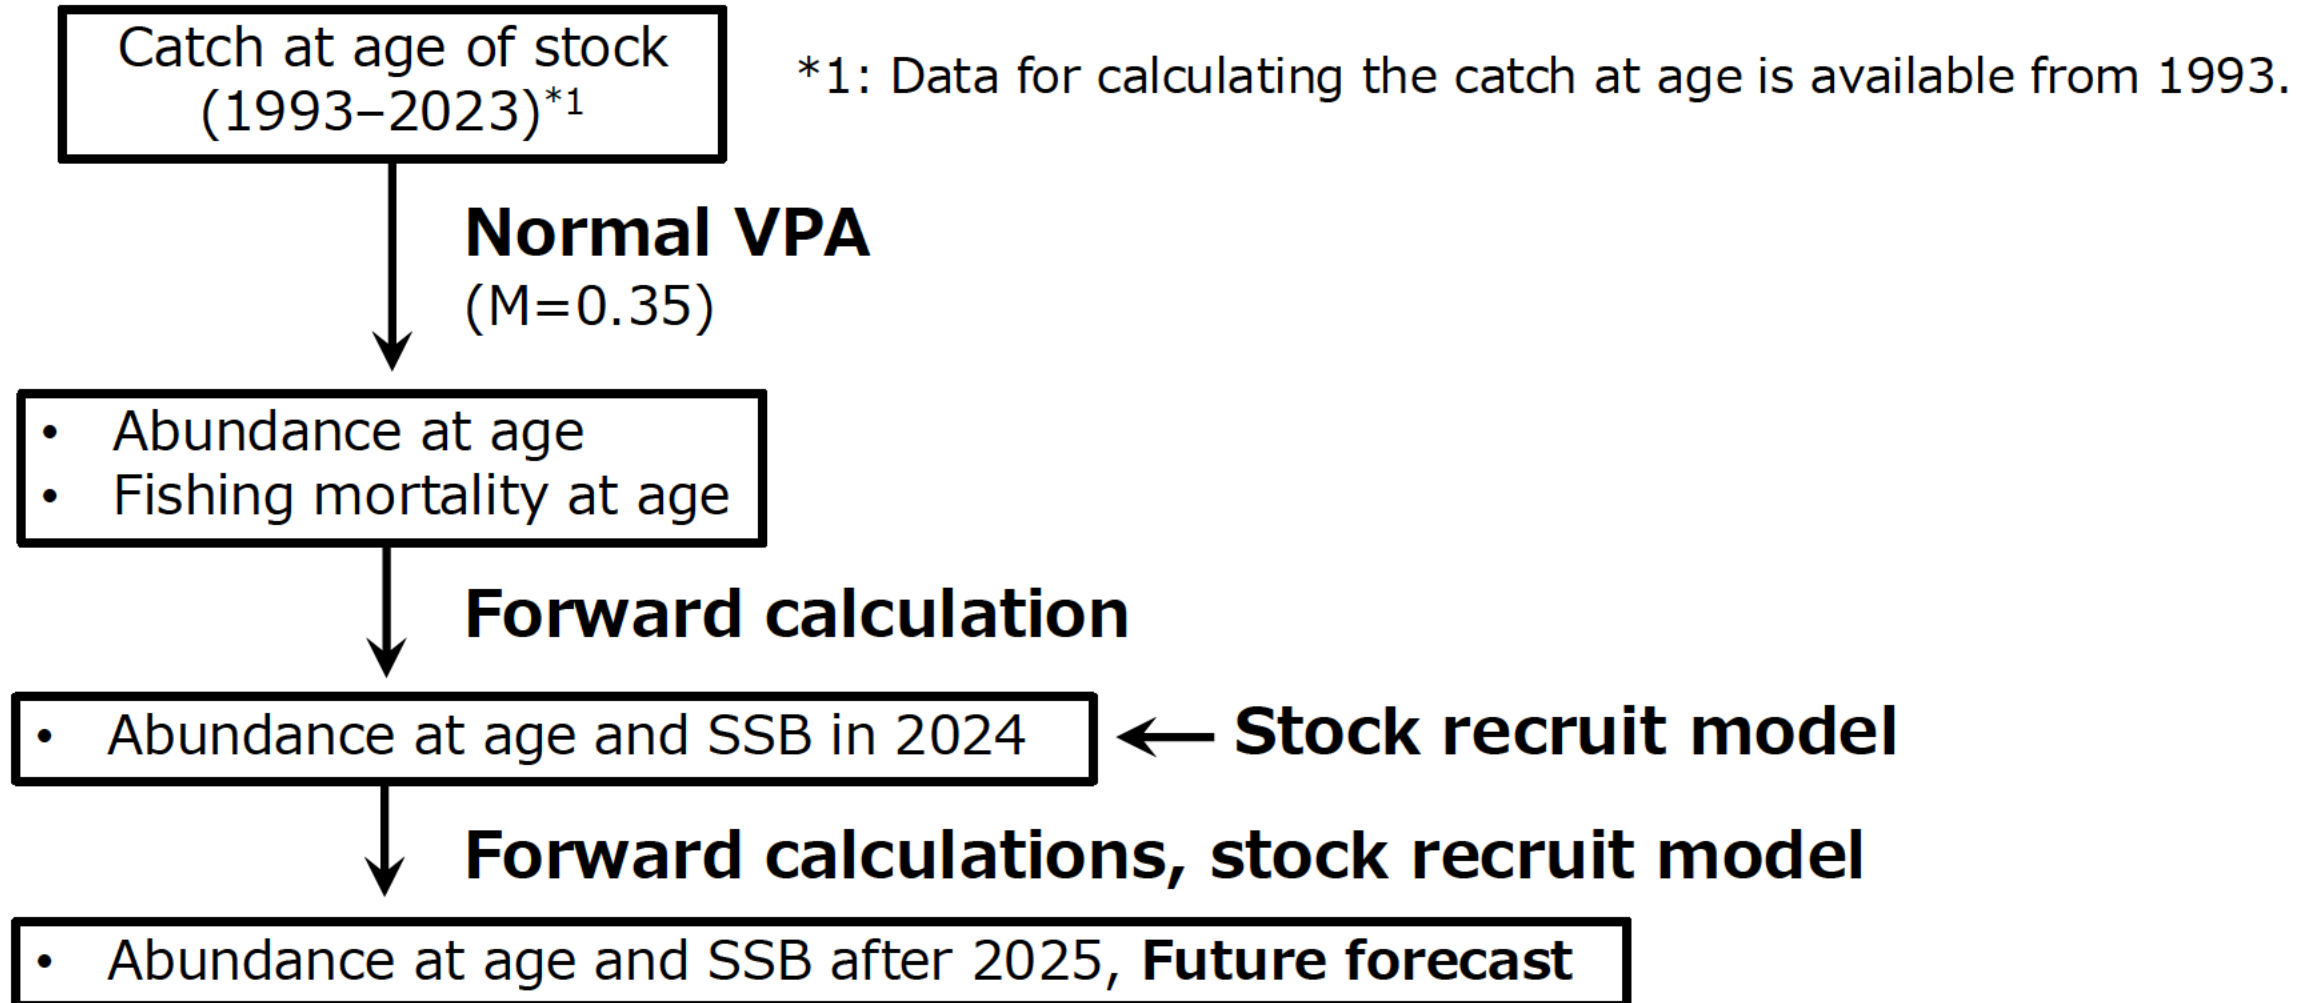 Catch at age of stock
(1993–2023)*1
*1: Data for calculating the catch at age is available from 1993.
Normal VPA
(M=0.35)
• Abundance at age
• Fishing mortality at age
Forward calculation
• Abundance at age and SSB in 2024
Stock recruit model
Forward calculations, stock recruit model
• Abundance at age and SSB after 2025, Future forecast